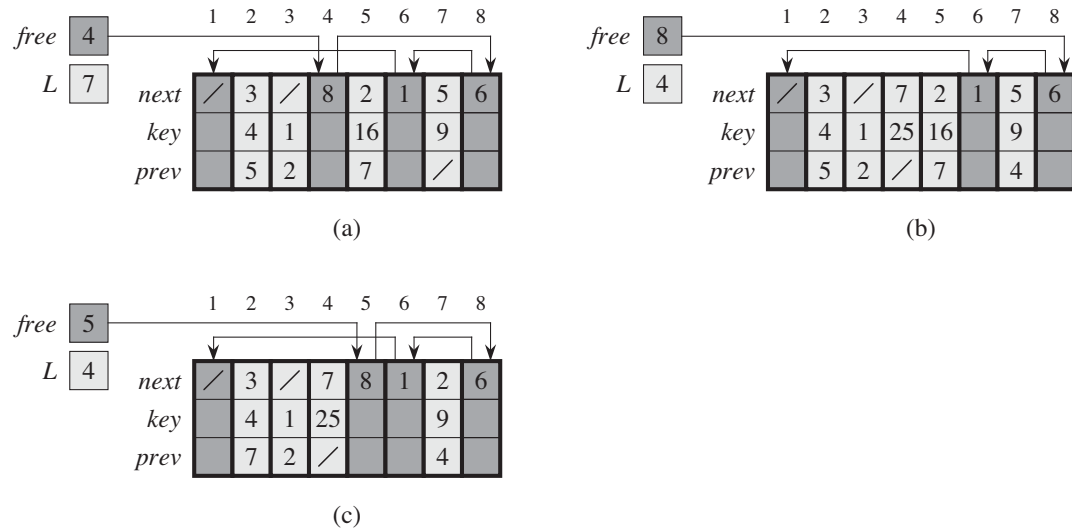 1 2 3 4 5 6 7 8
free 4
L 7
next / 3 / 8 2 1 5 6
key 4 1 16 9
prev 5 2 7 /
(a)
1 2 3 4 5 6 7 8
free 8
L 4
next / 3 / 7 2 1 5 6
key 4 1 25 16 9
prev 5 2 / 7 4
(b)
1 2 3 4 5 6 7 8
free 5
L 4
next / 3 / 7 8 1 2 6
key 4 1 25 9
prev 7 2 / 4
(c)